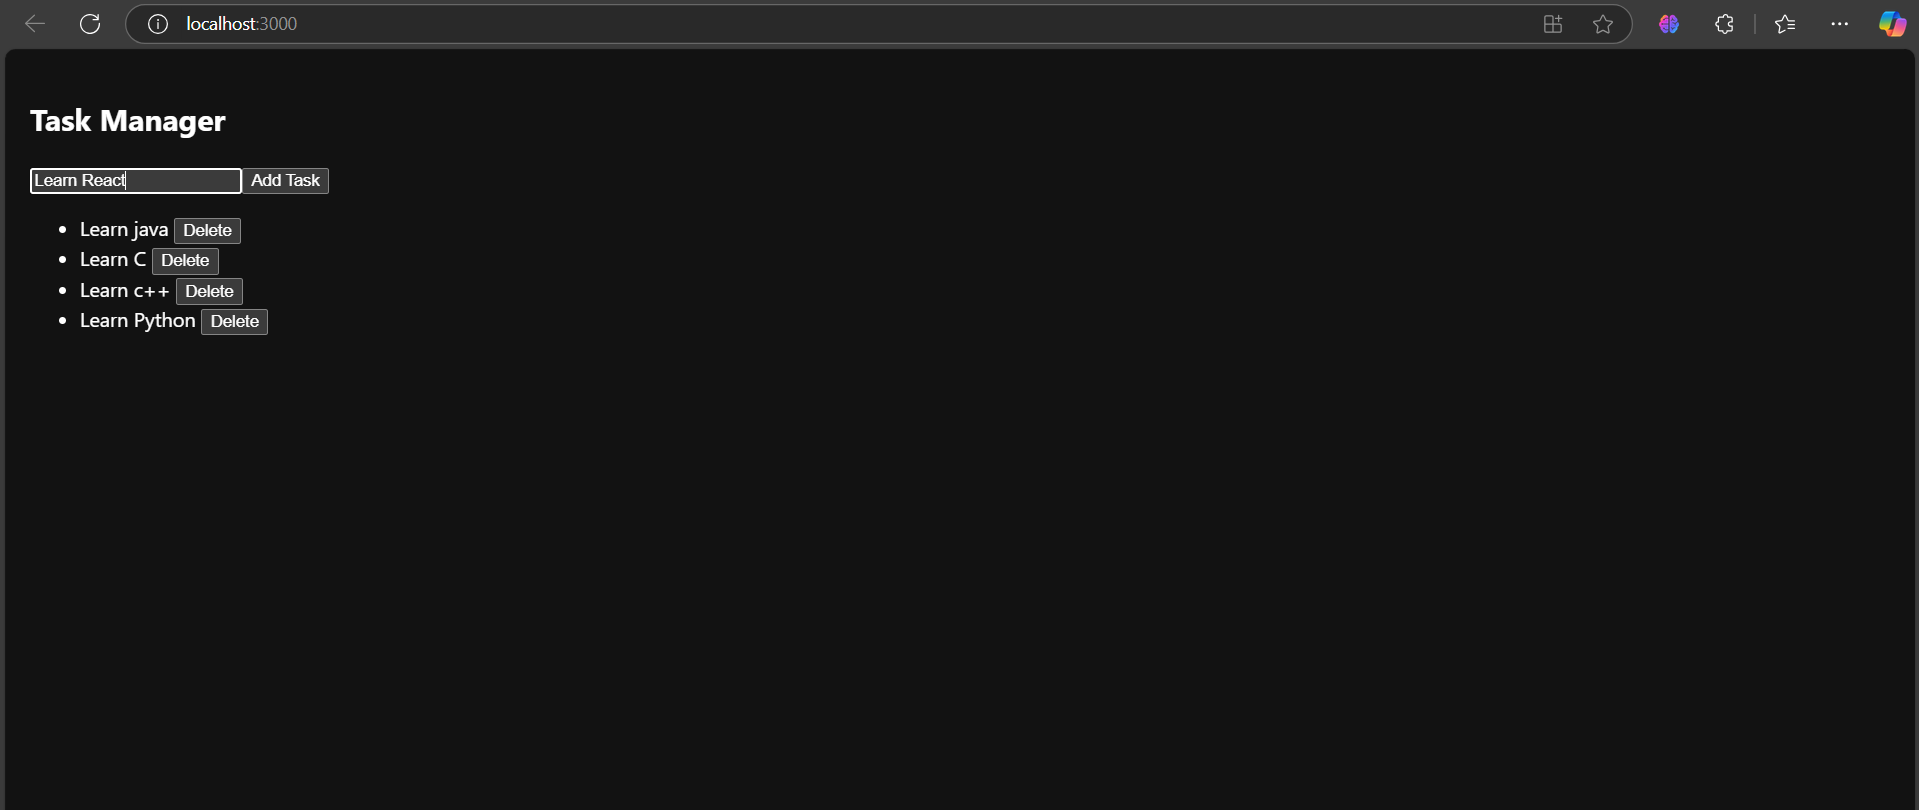 localhost:3000
Task Manager
Learn React Add Task
Learn java Delete
Learn C Delete
Learn c++ Delete
Learn Python Delete